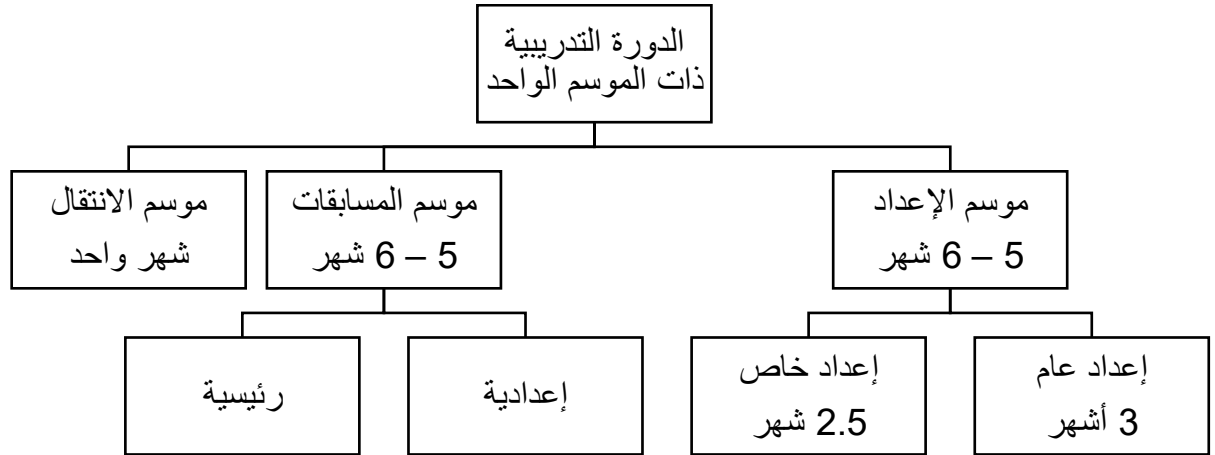 الدورة التدريبية
ذات الموسم الواحد
موسم الإعداد
5 – 6 شهر
موسم المسابقات
5 – 6 شهر
موسم الانتقال
شهر واحد
إعداد عام
3 أشهر
إعداد خاص
2.5 شهر
إعدادية
رئيسية